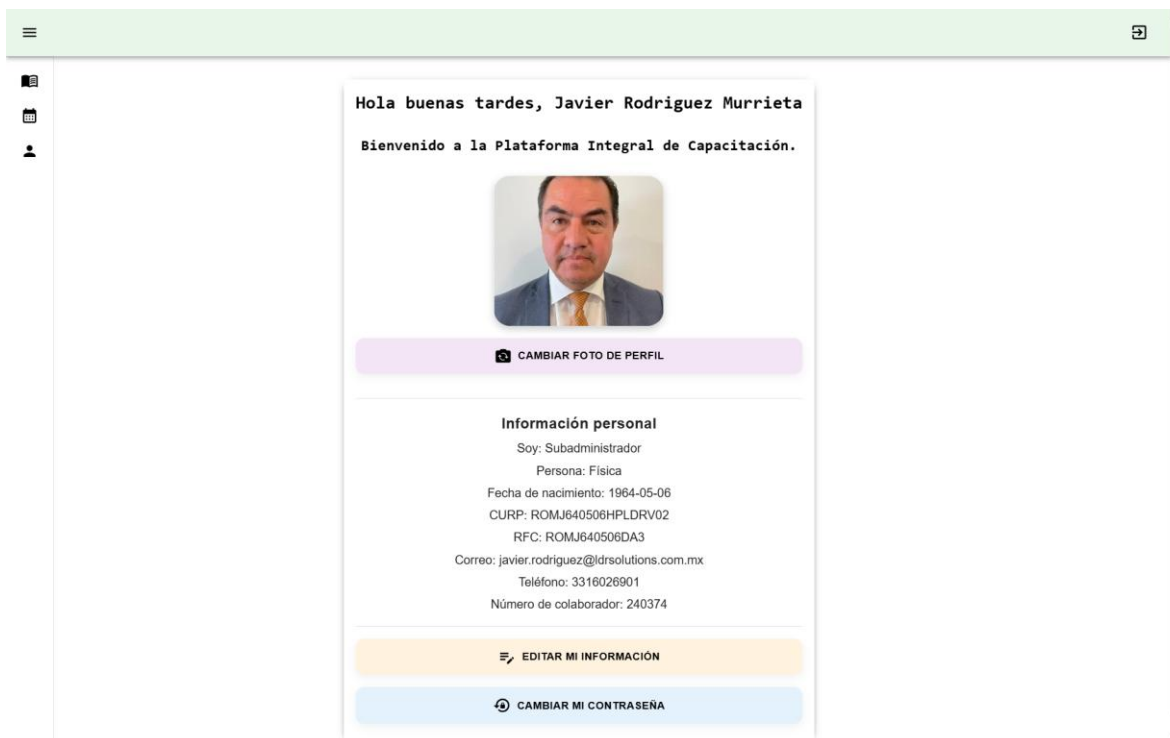 Hola buenas tardes, Javier Rodriguez Murrieta
Bienvenido a la Plataforma Integral de Capacitación.
CAMBIAR FOTO DE PERFIL
Información personal
Soy: Subadministrador
Persona: Física
Fecha de nacimiento: 1964-05-06
CURP: ROMJ640506HPLDRV02
RFC: ROMJ640506DA3
Correo: javier.rodriguez@ldrsolutions.com.mx
Teléfono: 3316026901
Número de colaborador: 240374
EDITAR MI INFORMACIÓN
CAMBIAR MI CONTRASEÑA